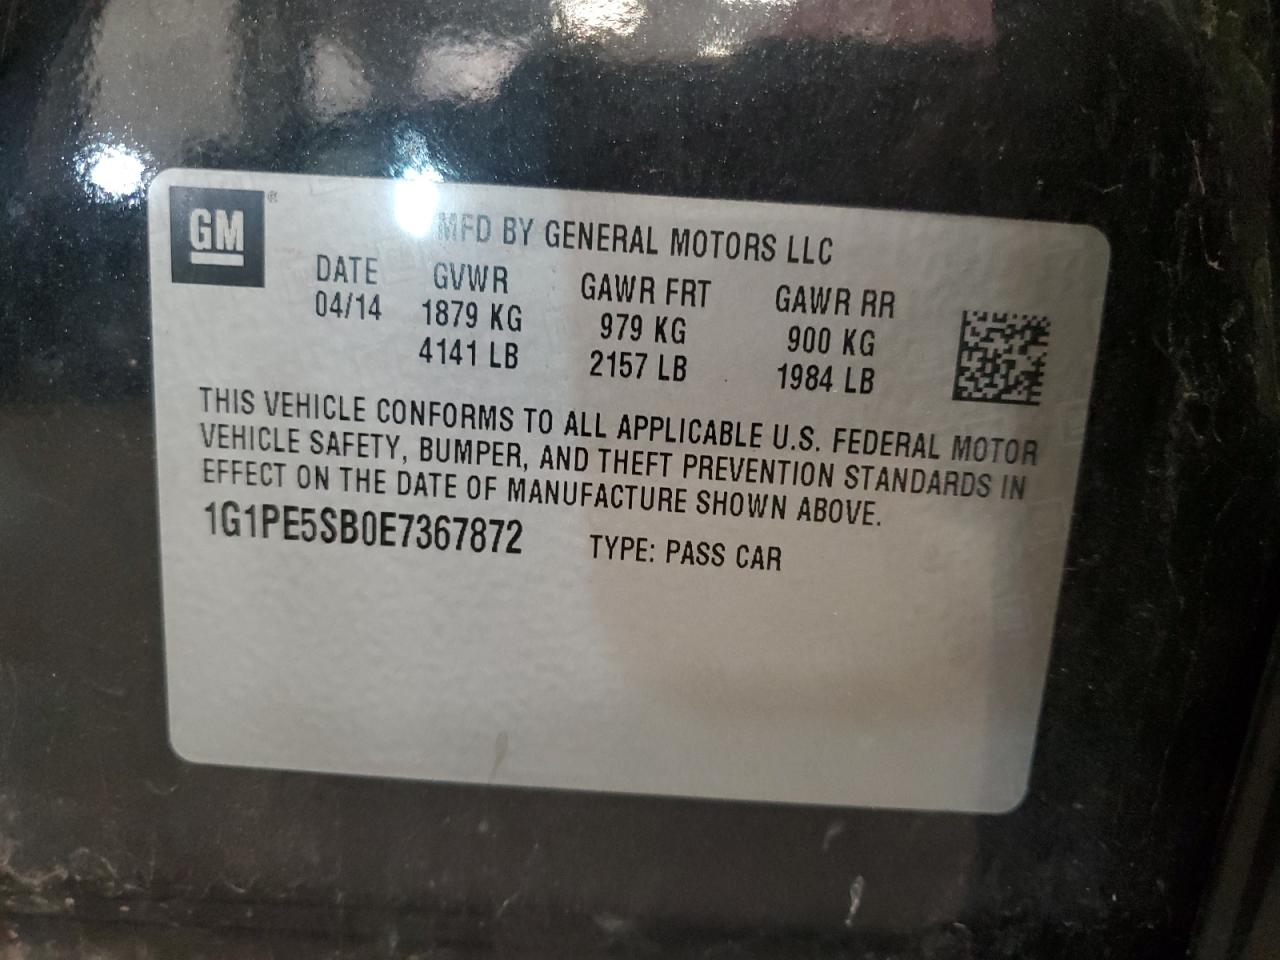 GM ®
MFD BY GENERAL MOTORS LLC
DATE GVWR GAWR FRT GAWR RR
04/14 1879 KG 979 KG 900 KG
4141 LB 2157 LB 1984 LB
THIS VEHICLE CONFORMS TO ALL APPLICABLE U.S. FEDERAL MOTOR
VEHICLE SAFETY, BUMPER, AND THEFT PREVENTION STANDARDS IN
EFFECT ON THE DATE OF MANUFACTURE SHOWN ABOVE.
1G1PE5SB0E7367872 TYPE: PASS CAR